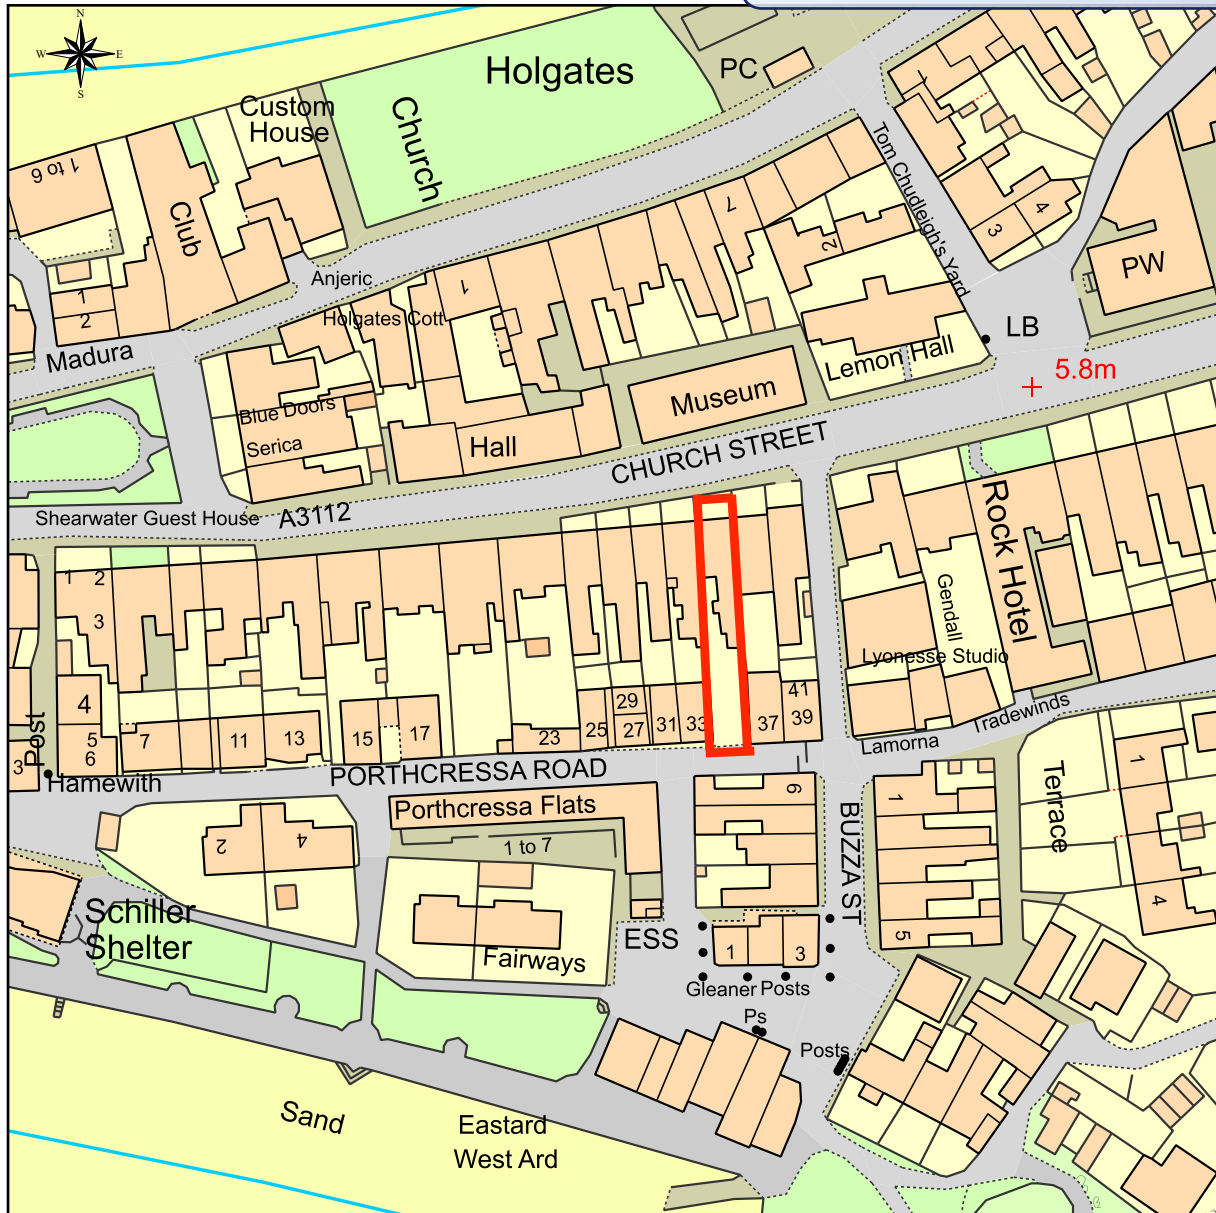 N
W E
S
Holgates
PC
Custom
House
Church
1 to 6
Club
Tom Chudleigh's Yard
7
4
3
2
PW
1
2
Anjeric
1
Holgates Cott
Madura
LB
5.8m
Lemon Hall
Museum
Blue Doors
Serica
Hall
CHURCH STREET
Shearwater Guest House
A3112
Rock Hotel
Gendall
Lyonesse Studio
1
2
3
4
5
6
7
11
13
15
17
23
25
29
27
31
33
37
41
39
Tradewinds
Lamorna
Post
3
Hamewith
PORTHCRESSA ROAD
Porthcressa Flats
1 to 7
2
4
6
BUZZA ST
1
5
Terrace
1
4
Schiller
Shelter
Fairways
ESS
1
3
Gleaner Posts
Ps
Posts
Sand
Eastard
West Ard